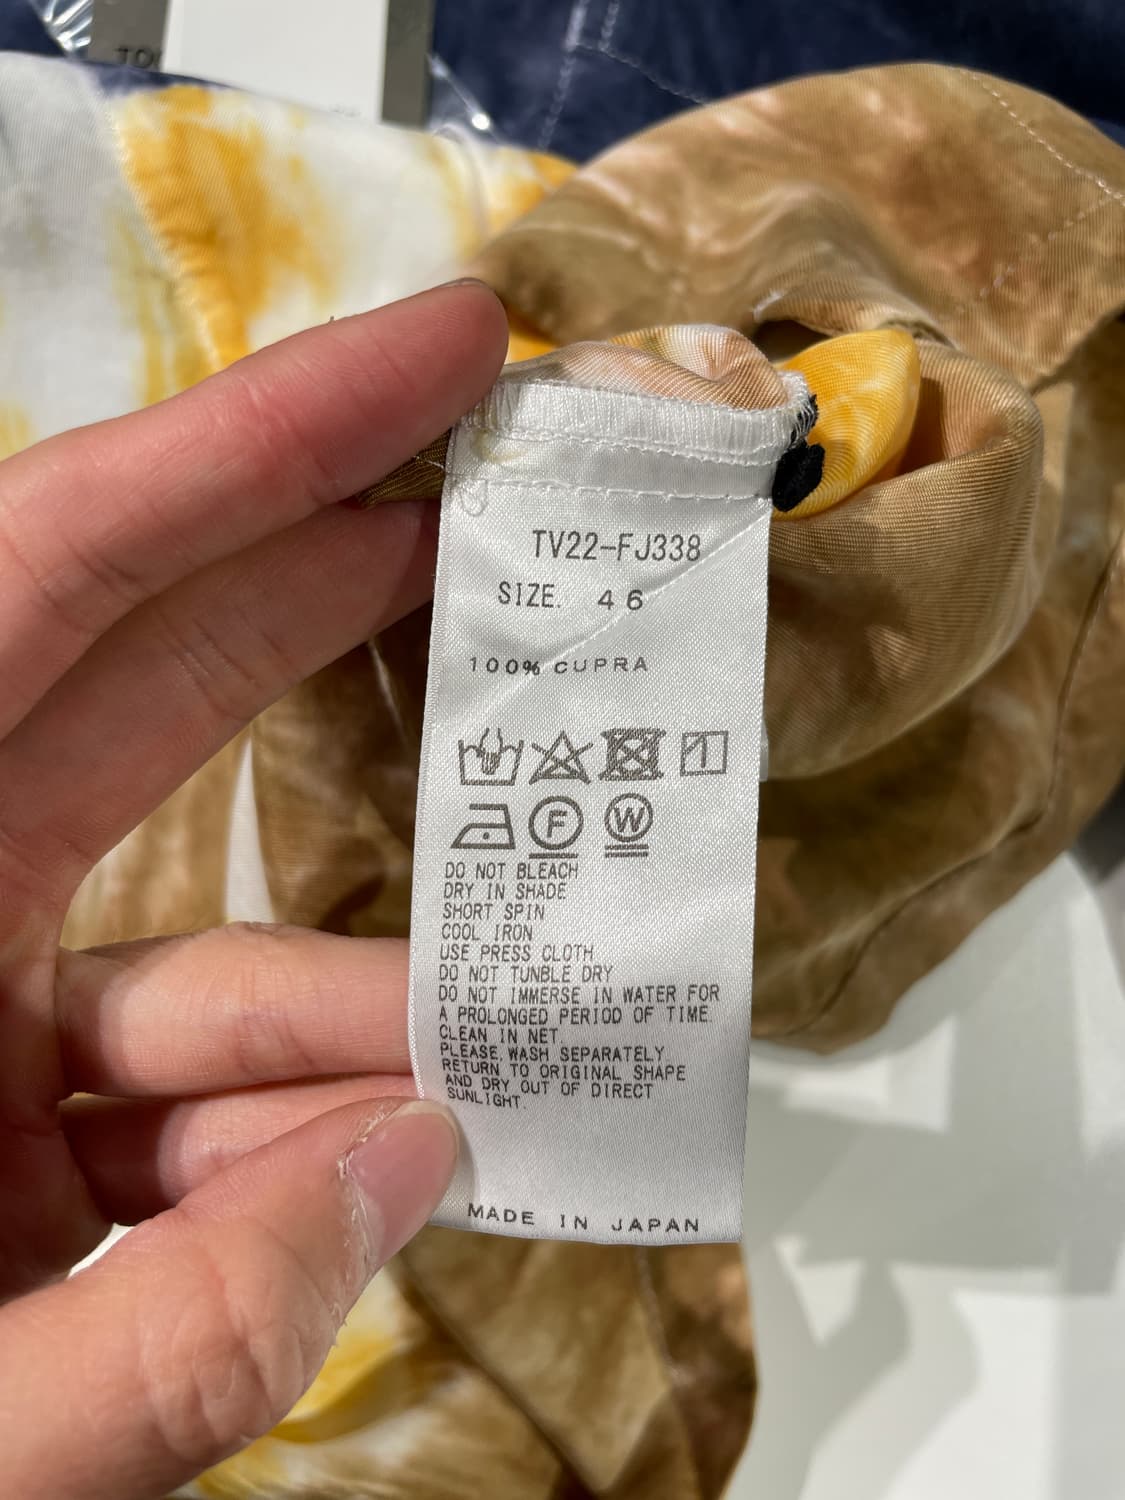 TV22-FJ338
SIZE. 46
100% CUPRA
1
F
W
DO NOT BLEACH
DRY IN SHADE
SHORT SPIN
COOL IRON
USE PRESS CLOTH
DO NOT TUNBLE DRY
DO NOT IMMERSE IN WATER FOR
A PROLONGED PERIOD OF TIME.
CLEAN IN NET.
PLEASE, WASH SEPARATELY.
RETURN TO ORIGINAL SHAPE
AND DRY OUT OF DIRECT
SUNLIGHT.
MADE IN JAPAN